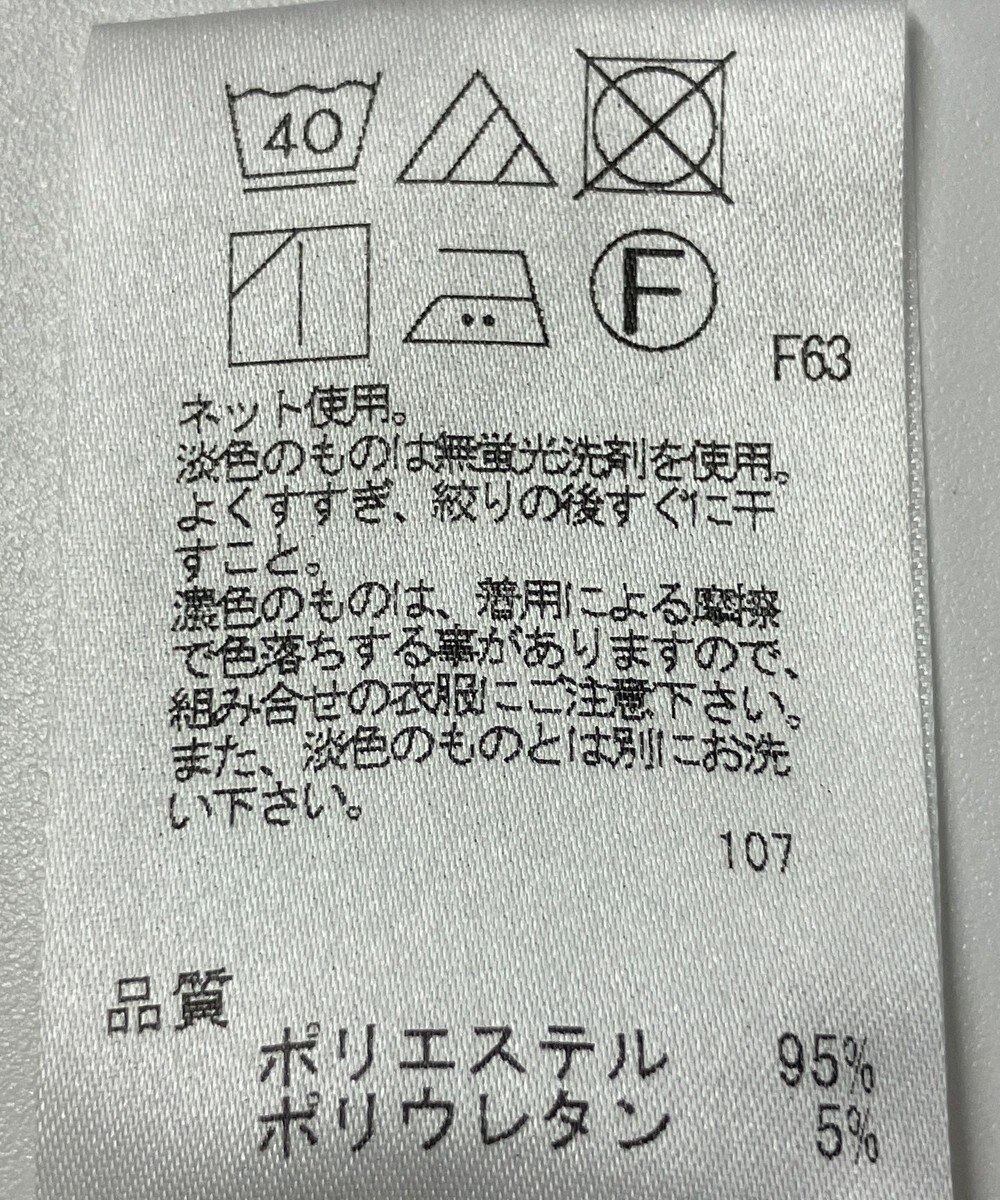 40
F
F63
ネット使用。
淡色のものは無蛍光洗剤を使用。
よくすすぎ、絞りの後すぐに干
すこと。
濃色のものは、着用による摩擦
で色落ちする事がありますので、
組み合せの衣服にご注意下さい。
また、淡色のものとは別にお洗
い下さい。
107
品質
ポリエステル 95%
ポリウレタン 5%